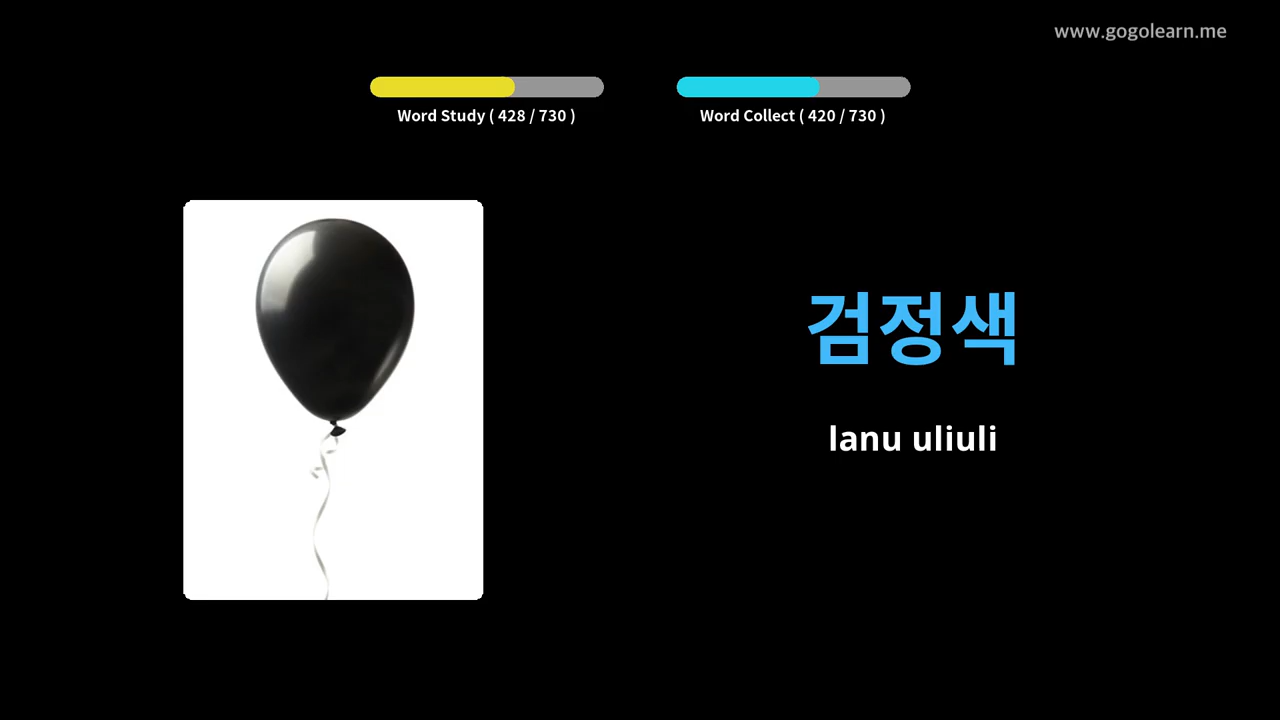 www.gogolearn.me
Word Study ( 428 / 730 )
Word Collect ( 420 / 730 )
검정색
lanu uliuli